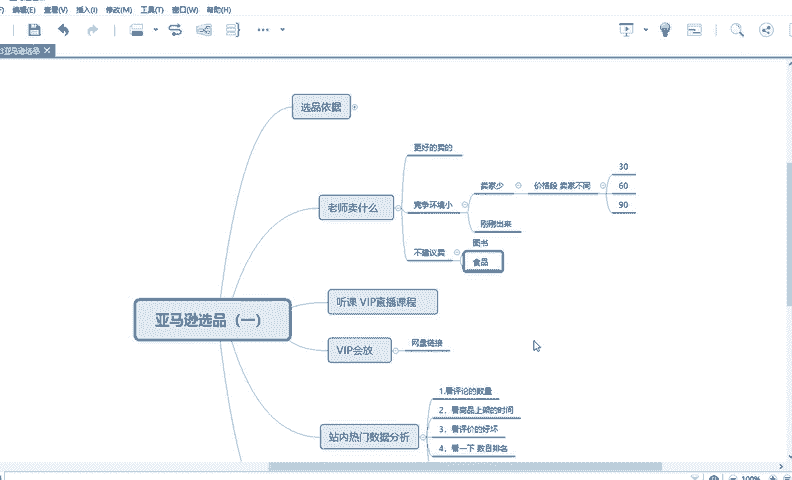 编辑(E) 查看(V) 插入(I) 修改(M) 工具(T) 窗口(W) 帮助(H)
亚马逊选品
选品依据
老师卖什么
更好的卖的
竞争环境小
卖家少
价格段 卖家不同
30
60
90
刚刚出来
不建议卖
图书
食品
亚马逊选品（一）
听课 VIP直播课程
VIP会放
网盘链接
站内热门数据分析
1.看评论的数量
2、看商品上架的时间
3、看评价的好坏
4、看一下 类目排名
100%